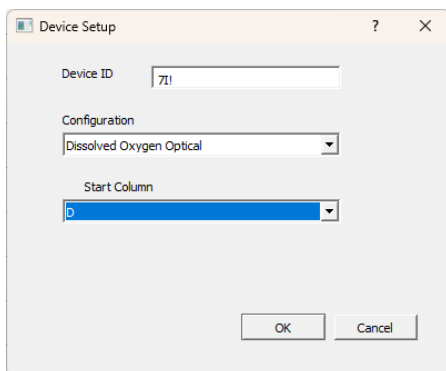 Device Setup ? ×
Device ID 7I!
Configuration
Dissolved Oxygen Optical
Start Column
D
OK Cancel